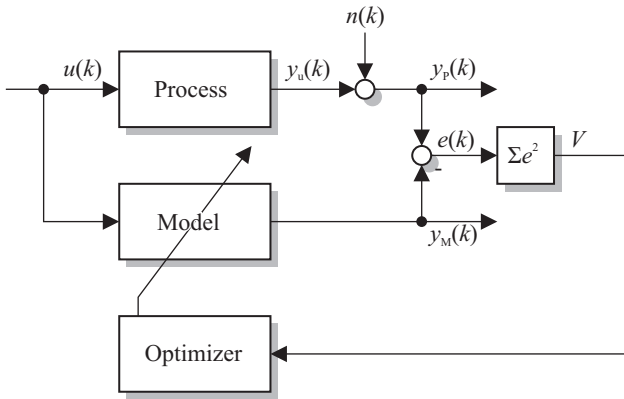 n(k)
u(k)
Process
y_u(k)
y_P(k)
e(k)
Σe²
V
-
Model
y_M(k)
Optimizer